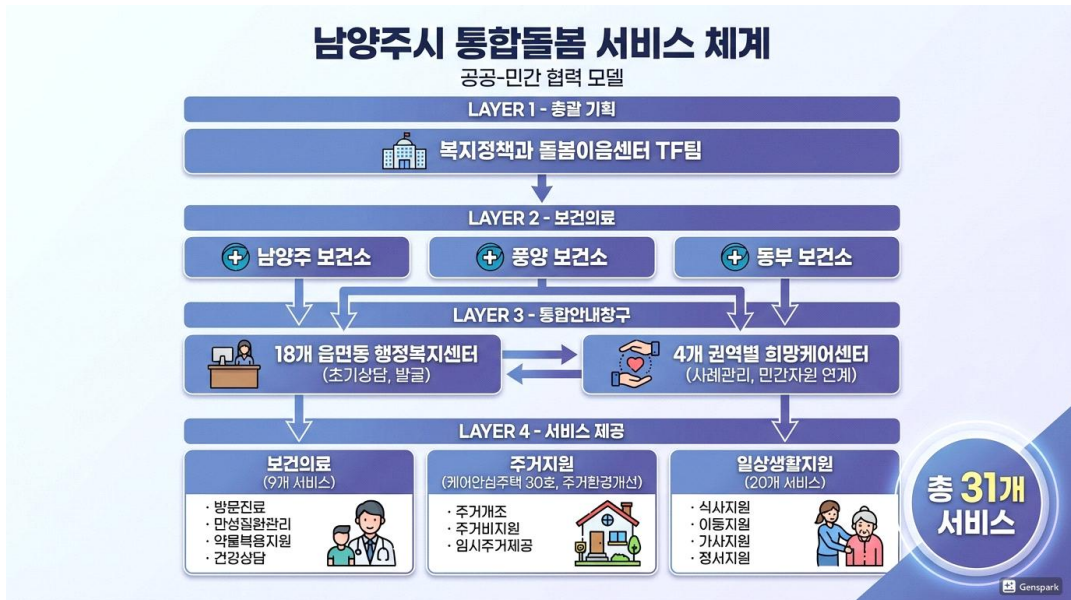 남양주시 통합돌봄 서비스 체계
공공-민간 협력 모델
LAYER 1 - 총괄 기획
복지정책과 돌봄이음센터 TF팀
LAYER 2 - 보건의료
남양주 보건소
풍양 보건소
동부 보건소
LAYER 3 - 통합안내창구
18개 읍면동 행정복지센터
(초기상담, 발굴)
4개 권역별 희망케어센터
(사례관리, 민간자원 연계)
LAYER 4 - 서비스 제공
보건의료
(9개 서비스)
· 방문진료
· 만성질환관리
· 약물복용지원
· 건강상담
주거지원
(케어안심주택 30호, 주거환경개선)
· 주거개조
· 주거비지원
· 임시주거제공
일상생활지원
(20개 서비스)
· 식사지원
· 이동지원
· 가사지원
· 정서지원
총 31개
서비스
Genspark